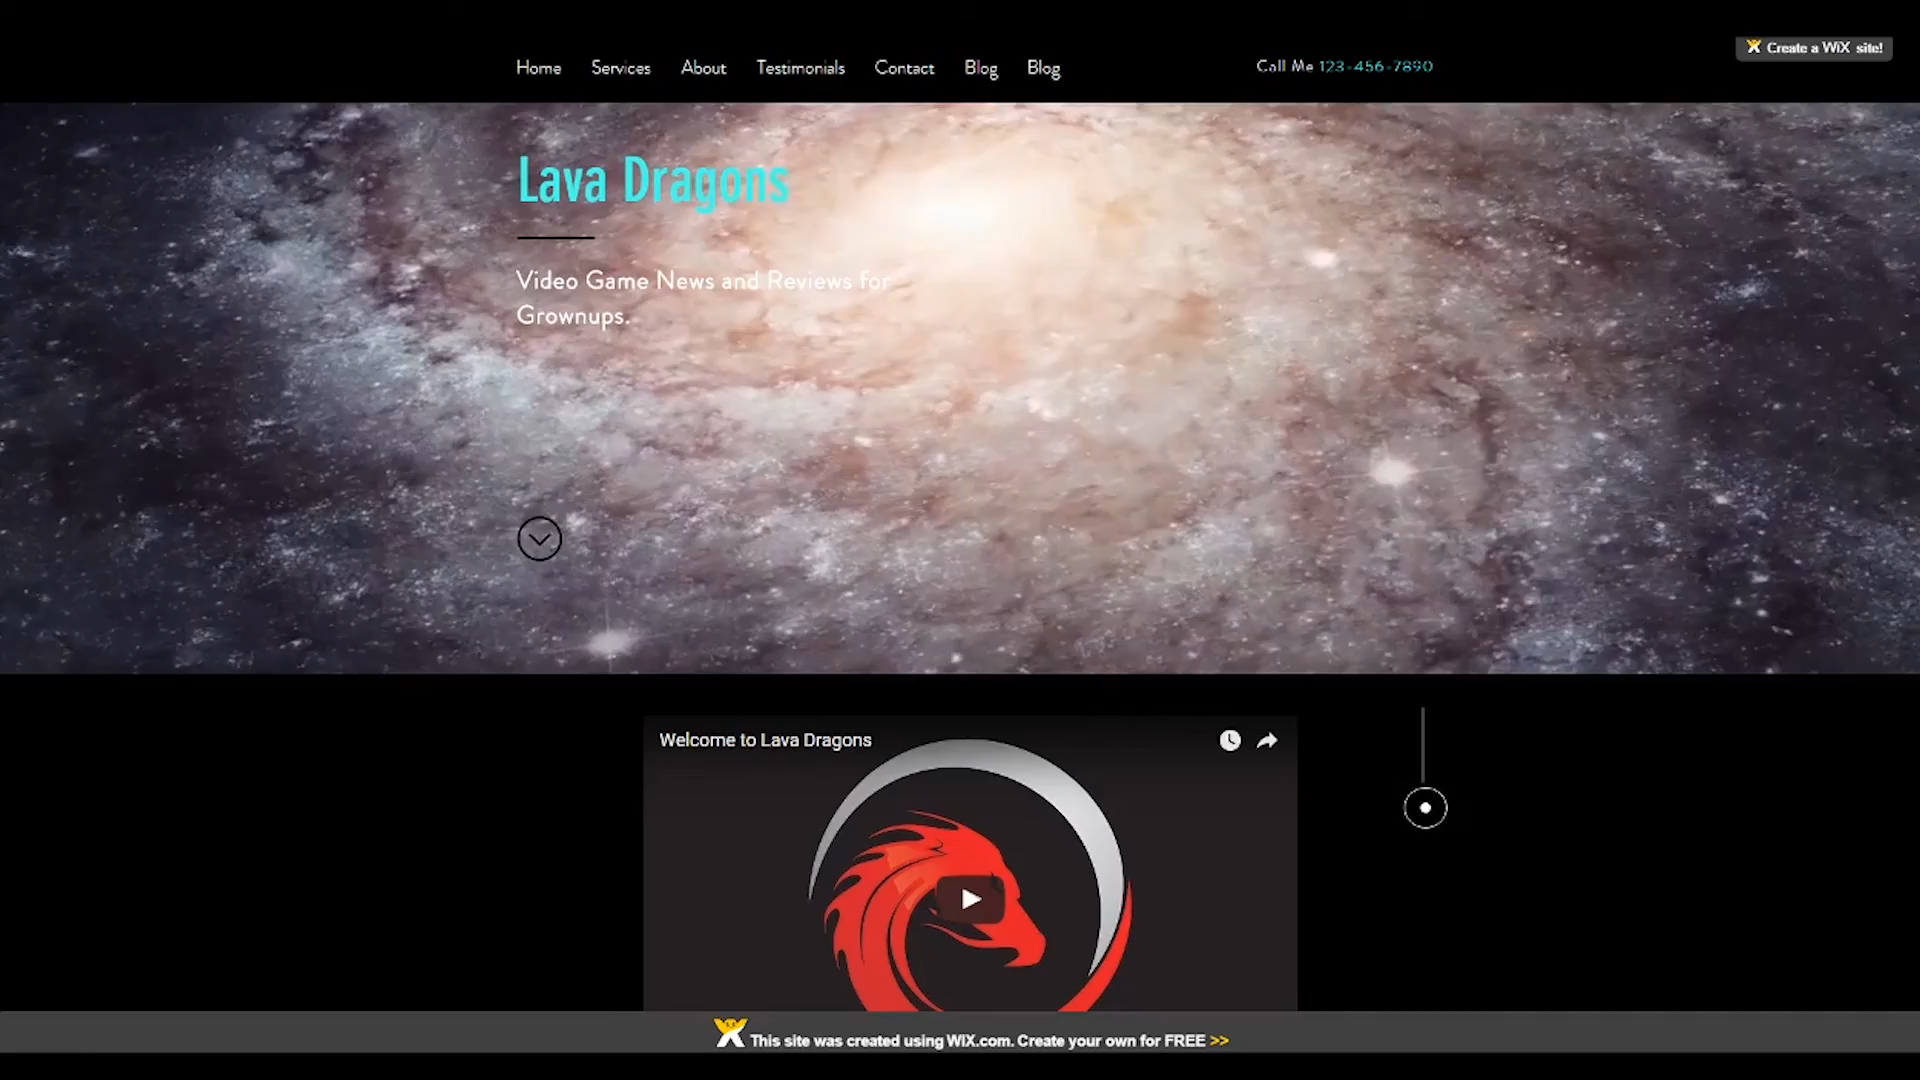 Home Services About Testimonials Contact Blog Blog
Call Me 123-456-7890
Create a WiX site!
Lava Dragons
Video Game News and Reviews for
Grownups.
Welcome to Lava Dragons
This site was created using WIX.com. Create your own for FREE >>